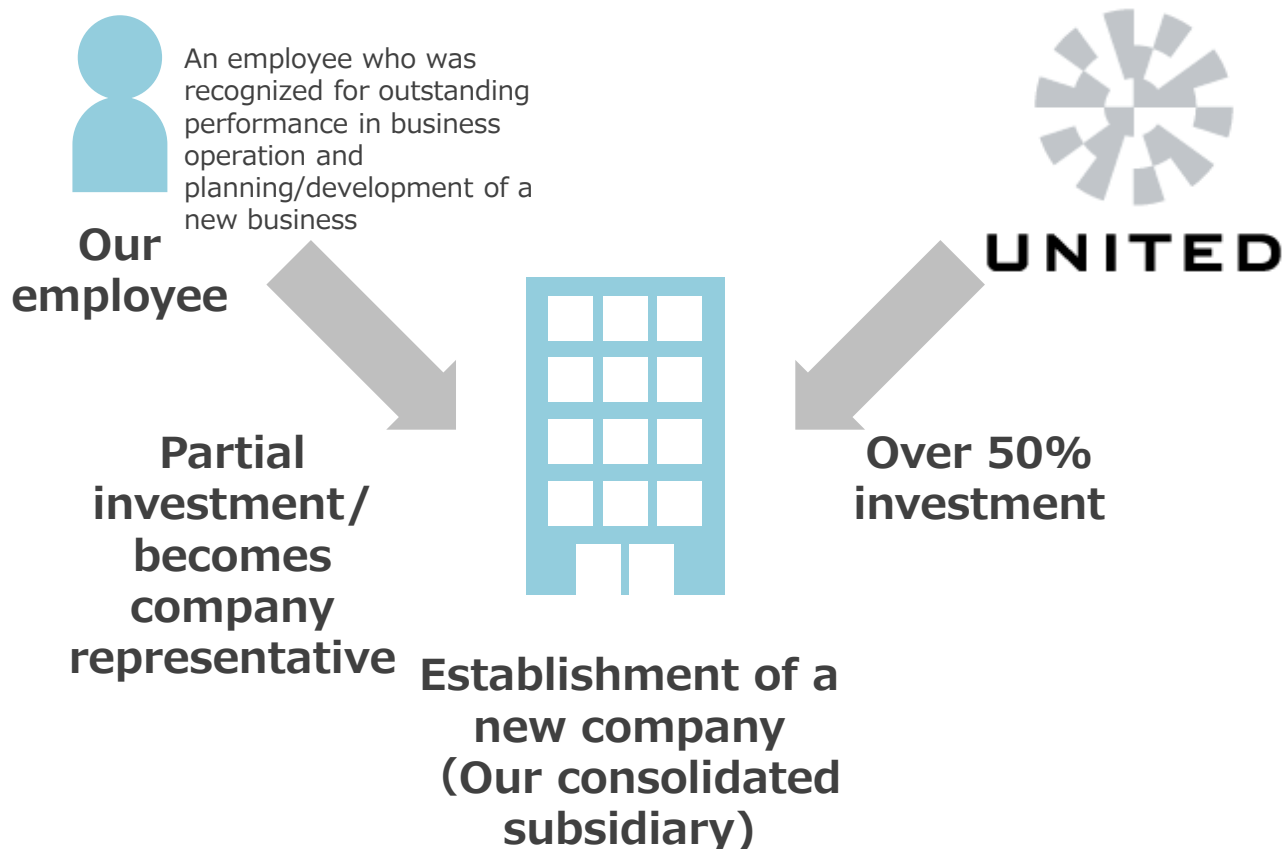 An employee who was
recognized for outstanding
performance in business
operation and
planning/development of a
new business
Our
employee
UNITED
Partial
investment/
becomes
company
representative
Over 50%
investment
Establishment of a
new company
(Our consolidated
subsidiary)